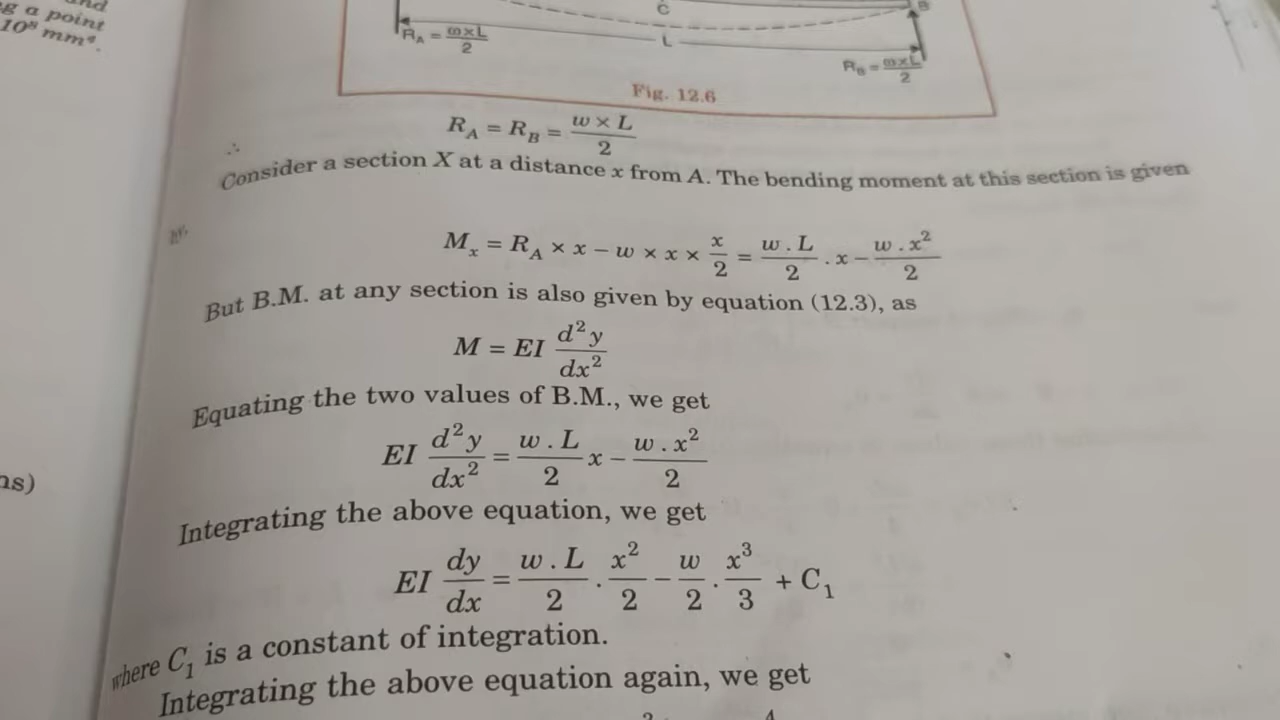 g a point
10⁸ mm⁴.
C
B
R_A = ω×L/2
L
R_B = ω×L/2
Fig. 12.6
∴ R_A = R_B = w × L/2
Consider a section X at a distance x from A. The bending moment at this section is given
by,
M_x = R_A × x − w × x × x/2 = w . L/2 . x − w . x²/2
But B.M. at any section is also given by equation (12.3), as
M = EI d²y/dx²
Equating the two values of B.M., we get
EI d²y/dx² = w . L/2 x − w . x²/2
ns)
Integrating the above equation, we get
EI dy/dx = w . L/2 . x²/2 − w/2 . x³/3 + C₁
where C₁ is a constant of integration.
Integrating the above equation again, we get